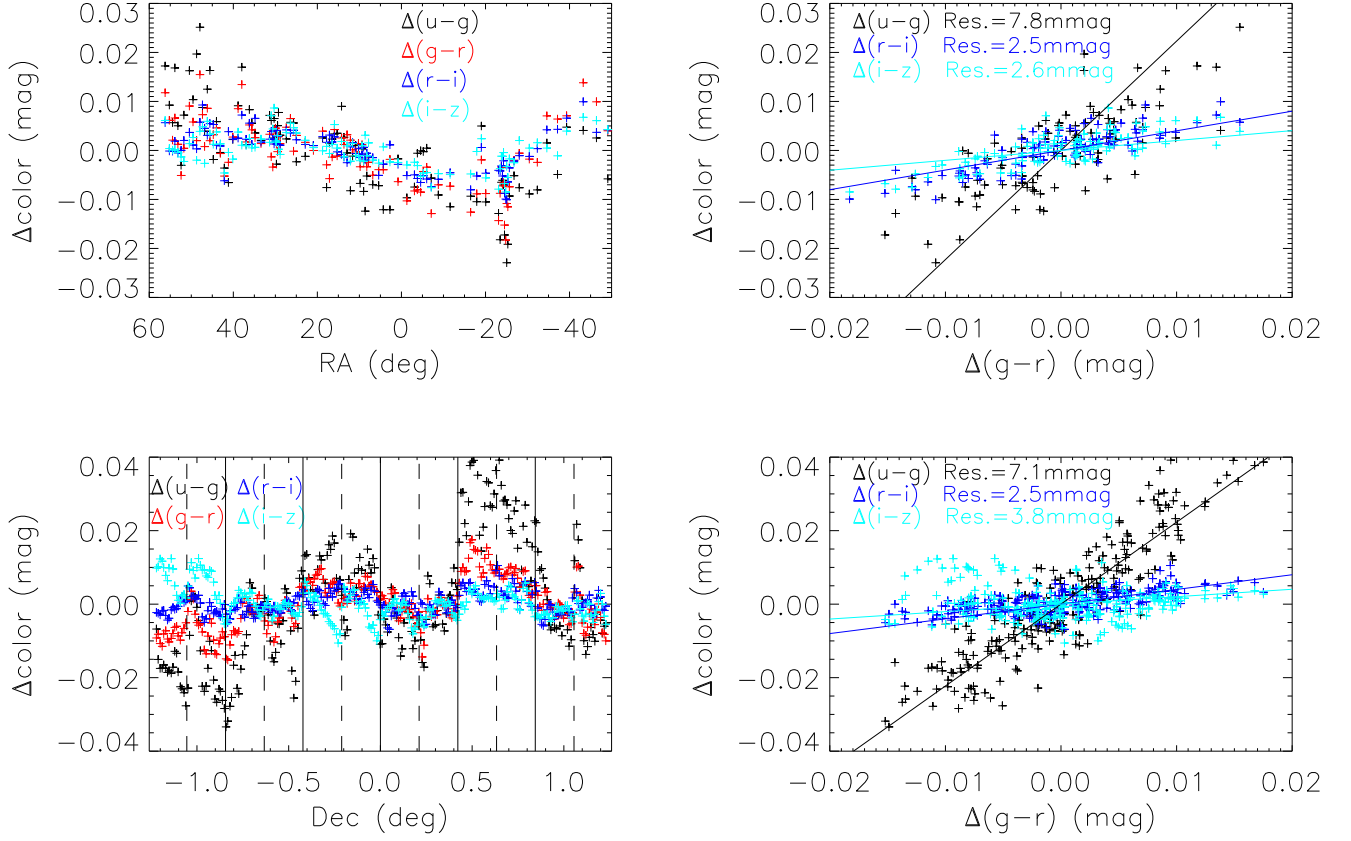 0.03
0.02
0.01
0.00
−0.01
−0.02
−0.03
Δcolor (mag)
Δ(u−g)
Δ(g−r)
Δ(r−i)
Δ(i−z)
60 40 20 0 −20 −40
RA (deg)
0.03
0.02
0.01
0.00
−0.01
−0.02
−0.03
Δcolor (mag)
Δ(u−g) Res.=7.8mmag
Δ(r−i) Res.=2.5mmag
Δ(i−z) Res.=2.6mmag
−0.02 −0.01 0.00 0.01 0.02
Δ(g−r) (mag)
0.04
0.02
0.00
−0.02
−0.04
Δcolor (mag)
Δ(u−g) Δ(r−i)
Δ(g−r) Δ(i−z)
−1.0 −0.5 0.0 0.5 1.0
Dec (deg)
0.04
0.02
0.00
−0.02
−0.04
Δcolor (mag)
Δ(u−g) Res.=7.1mmag
Δ(r−i) Res.=2.5mmag
Δ(i−z) Res.=3.8mmag
−0.02 −0.01 0.00 0.01 0.02
Δ(g−r) (mag)